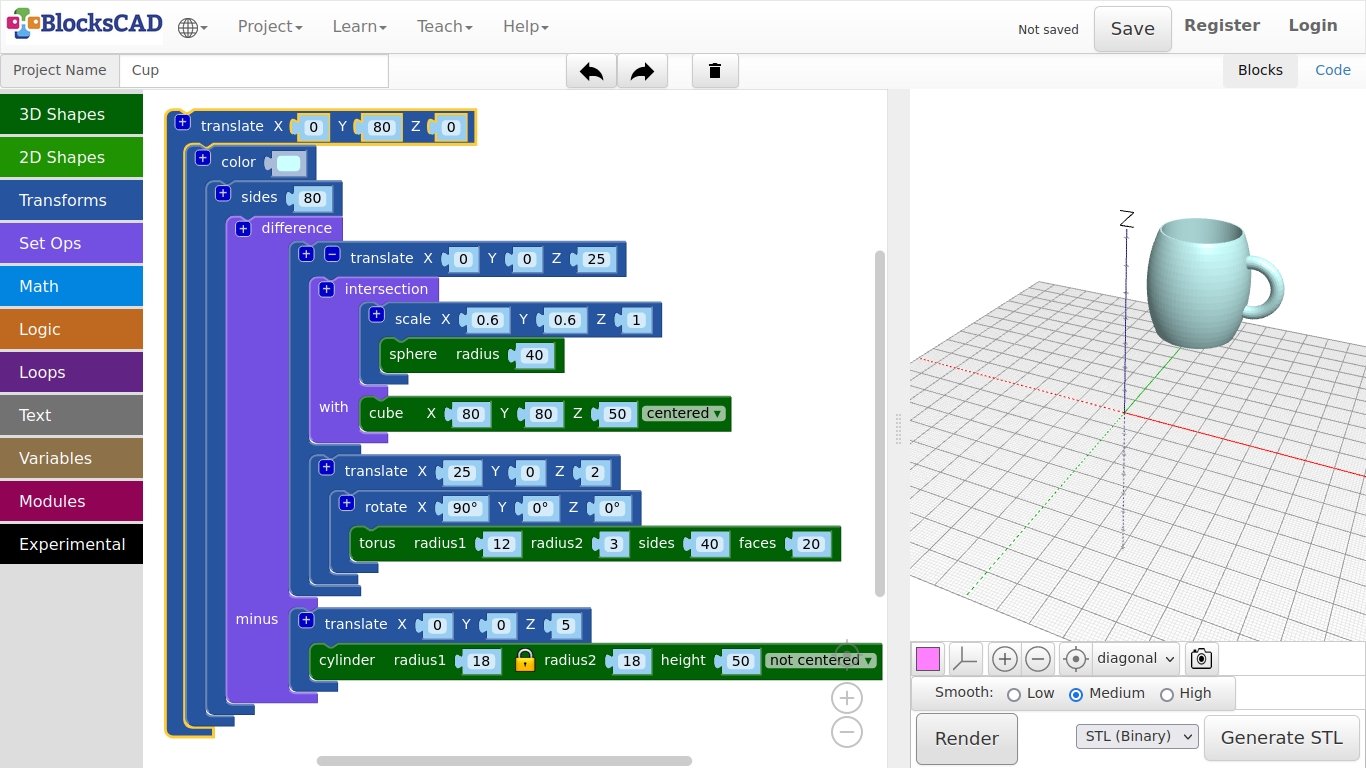 BlocksCAD Project Learn Teach Help Not saved Save Register Login
Project Name Cup Blocks Code
3D Shapes
2D Shapes
Transforms
Set Ops
Math
Logic
Loops
Text
Variables
Modules
Experimental
translate X 0 Y 80 Z 0
color
sides 80
difference
translate X 0 Y 0 Z 25
intersection
scale X 0.6 Y 0.6 Z 1
sphere radius 40
with cube X 80 Y 80 Z 50 centered
translate X 25 Y 0 Z 2
rotate X 90° Y 0° Z 0°
torus radius1 12 radius2 3 sides 40 faces 20
minus translate X 0 Y 0 Z 5
cylinder radius1 18 radius2 18 height 50 not centered
Z
diagonal
Smooth: Low Medium High
Render STL (Binary) Generate STL